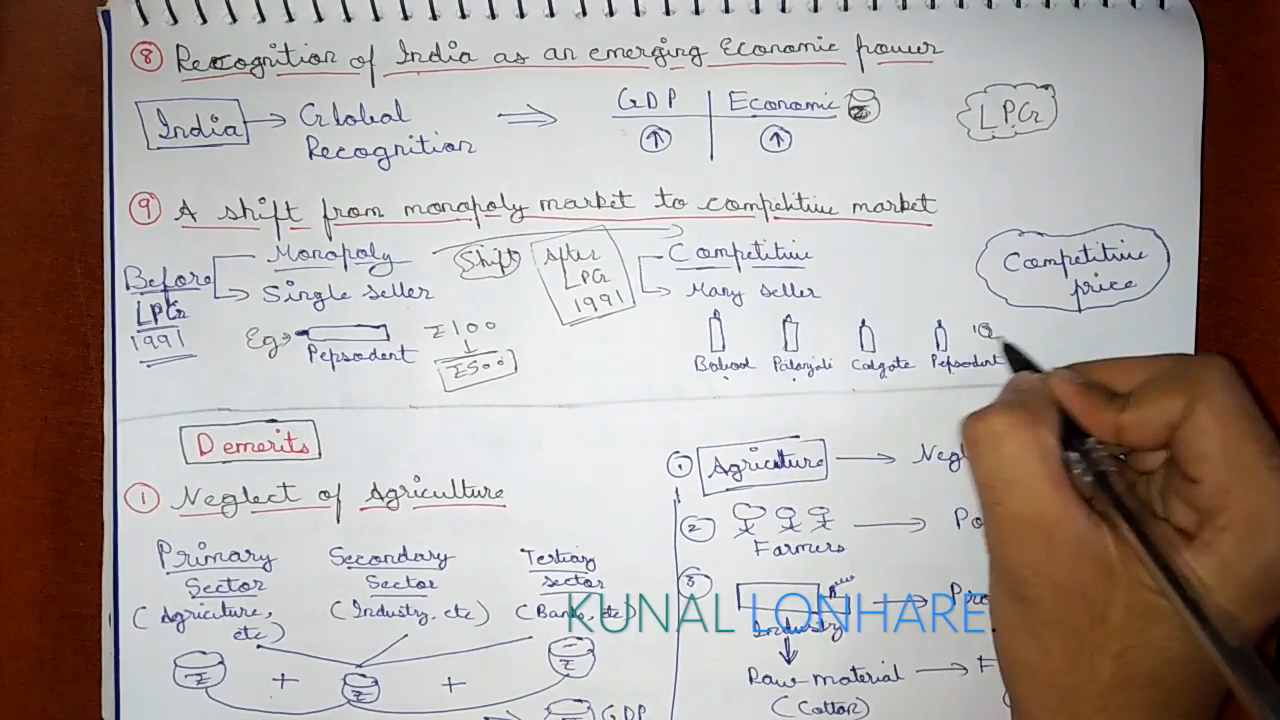 8 Recognition of India as an emerging Economic power
India → Global Recognition ⇒ GDP ↑ | Economic ↑
LPG
9 A shift from monopoly market to competitive market
Before LPG 1991
Monopoly
Single seller
Shift
After LPG 1991
Competitive
Many seller
Competitive price
Eg → Pepsodent
₹100
↓
₹500
Babool Patanjali Colgate Pepsodent
Demerits
1 Neglect of Agriculture
Primary Sector (Agriculture, etc)
Secondary Sector (Industry, etc)
Tertiary sector (Banks, etc)
+ +
GDP
1 Agriculture →
2 Farmers →
3 Industry →
↓
Raw material →
(Cotton)
KUNAL LONHARE